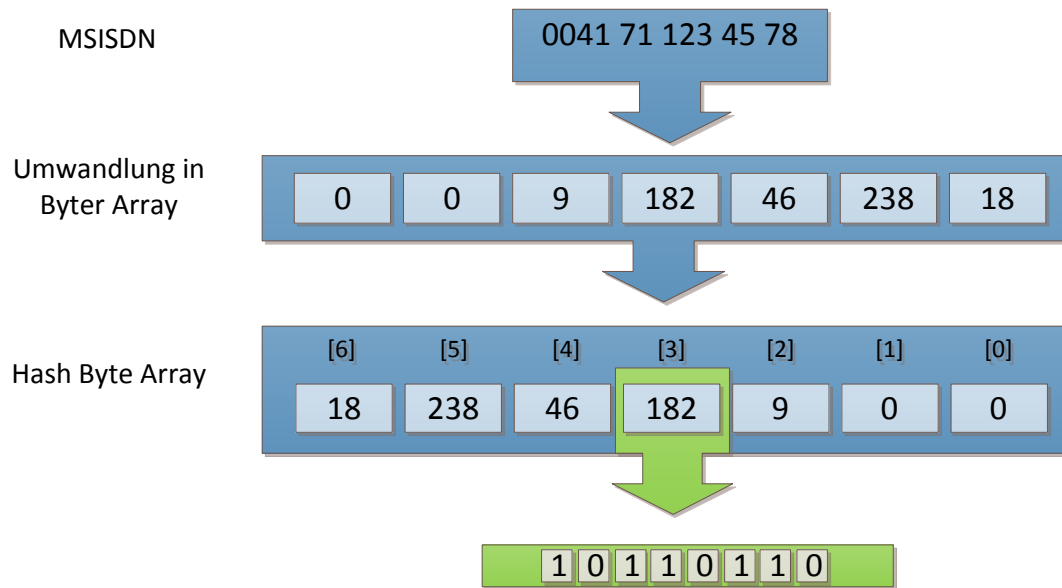 MSISDN
0041 71 123 45 78
Umwandlung in
Byter Array
0 0 9 182 46 238 18
[6] [5] [4] [3] [2] [1] [0]
Hash Byte Array
18 238 46 182 9 0 0
1 0 1 1 0 1 1 0